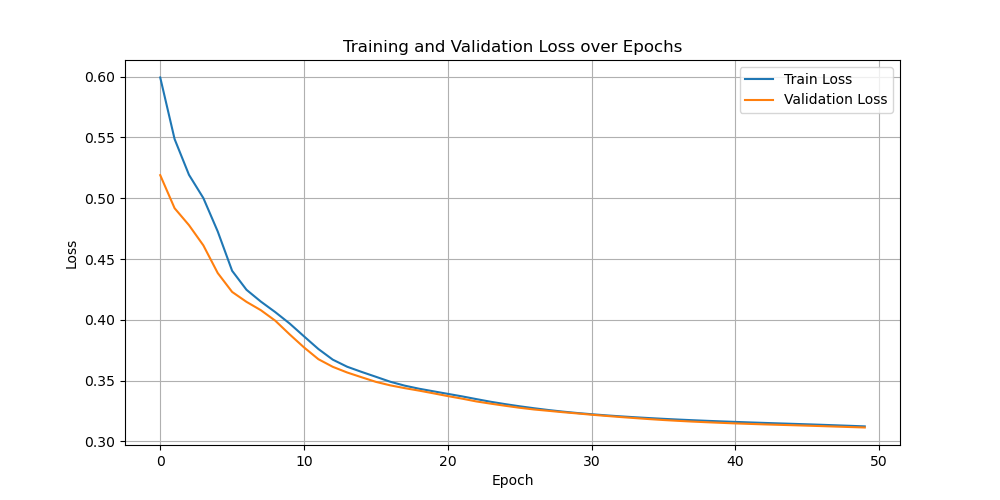 Training and Validation Loss over Epochs
Train Loss
Validation Loss
0.60
0.55
0.50
0.45
0.40
0.35
0.30
Loss
0 10 20 30 40 50
Epoch